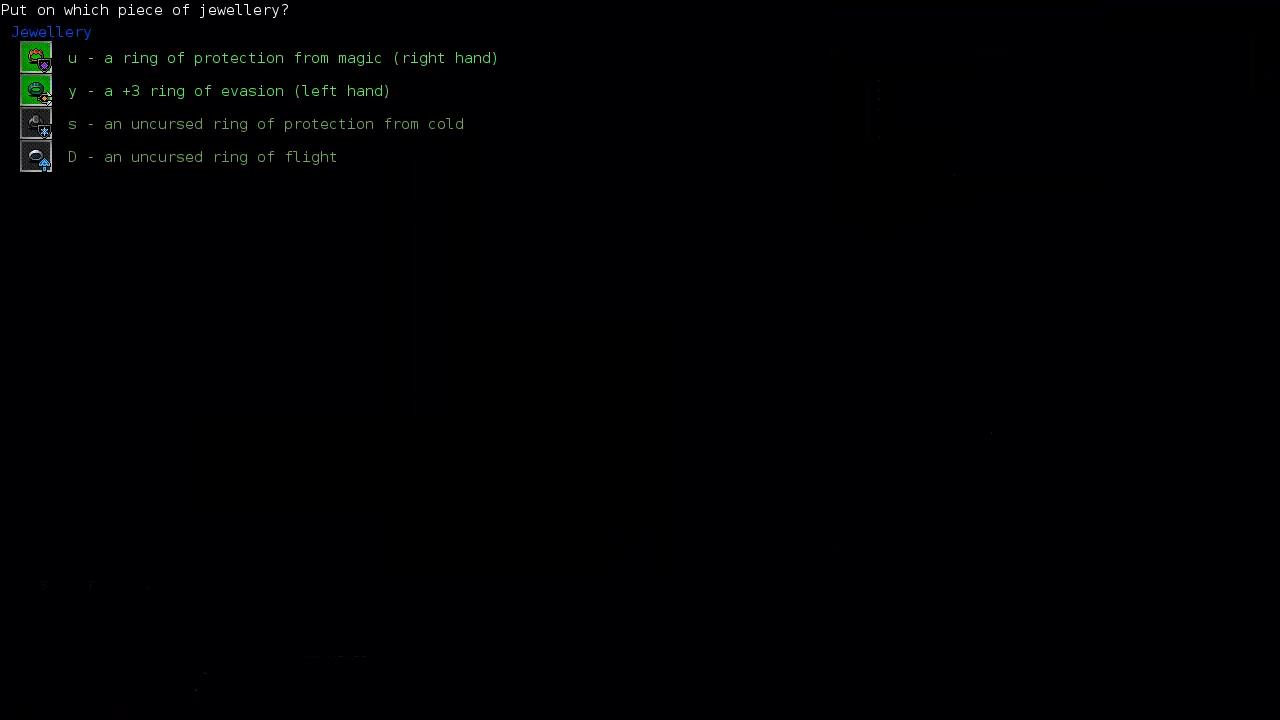 Put on which piece of jewellery?
Jewellery
u - a ring of protection from magic (right hand)
y - a +3 ring of evasion (left hand)
s - an uncursed ring of protection from cold
D - an uncursed ring of flight